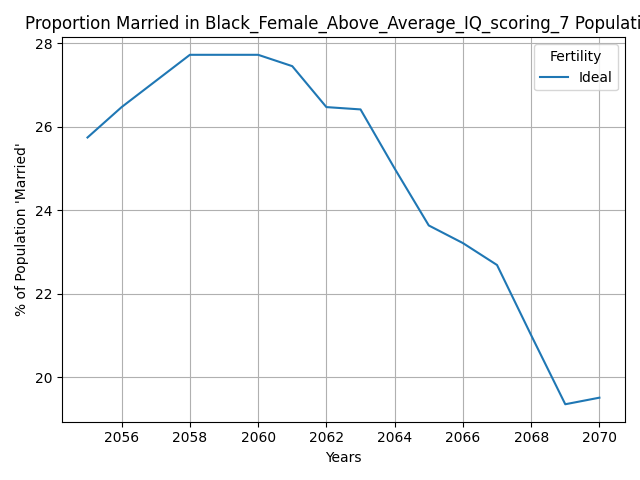 Proportion Married in Black_Female_Above_Average_IQ_scoring_7 Populati
28
26
24
22
20
% of Population 'Married'
Fertility
Ideal
2056 2058 2060 2062 2064 2066 2068 2070
Years